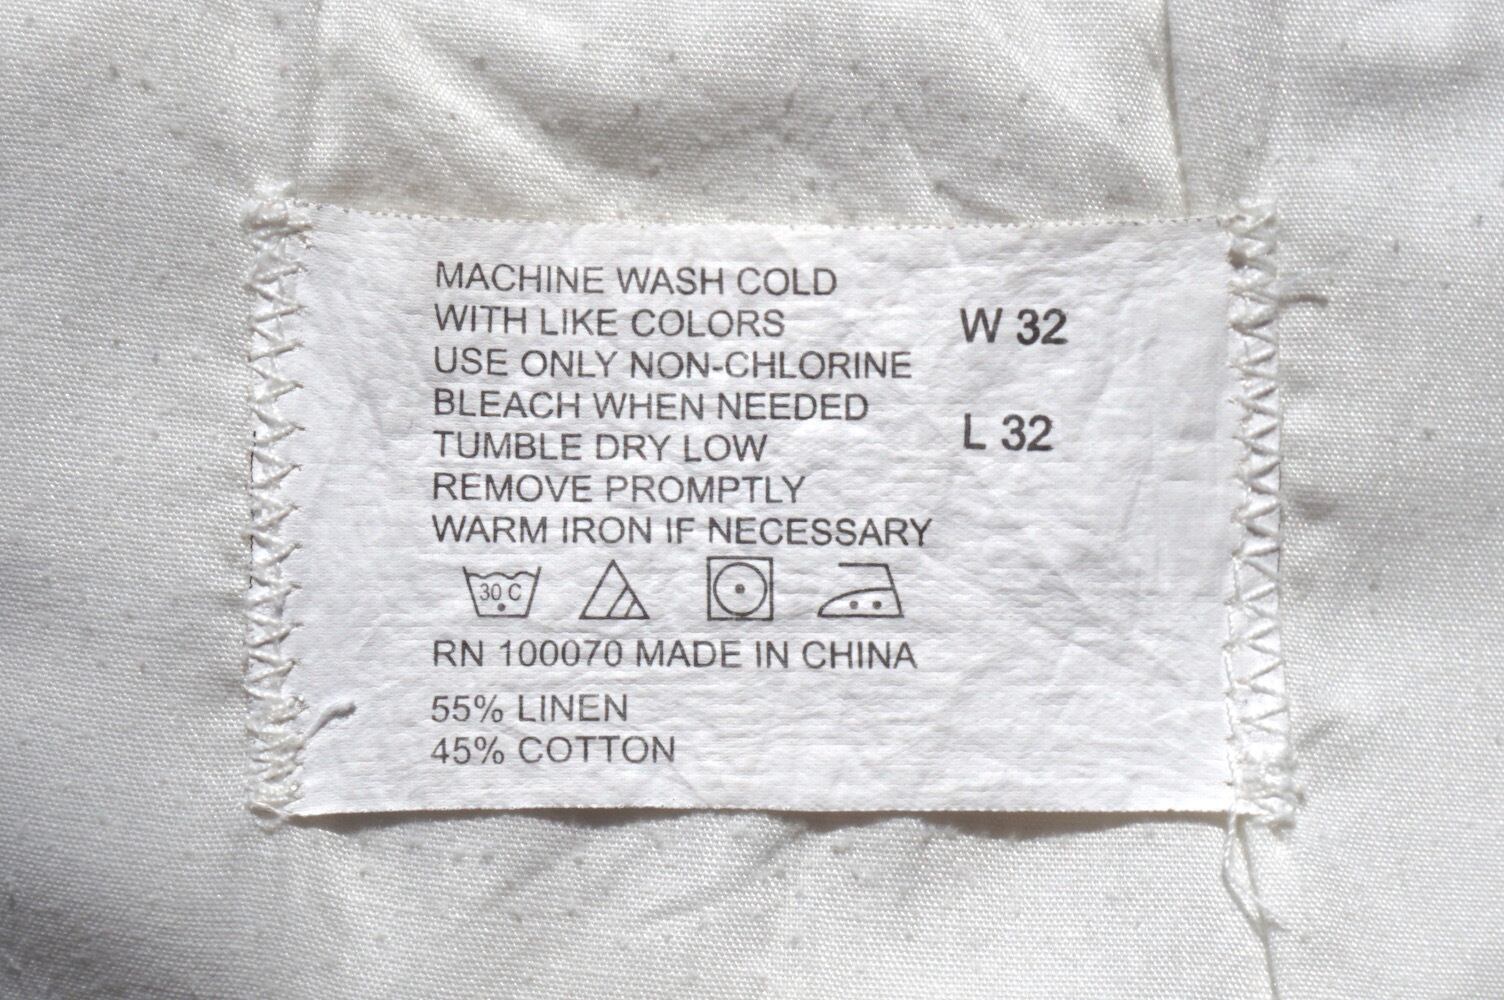 MACHINE WASH COLD
WITH LIKE COLORS
USE ONLY NON-CHLORINE
BLEACH WHEN NEEDED
TUMBLE DRY LOW
REMOVE PROMPTLY
WARM IRON IF NECESSARY
30 C
RN 100070 MADE IN CHINA
55% LINEN
45% COTTON
W 32
L 32